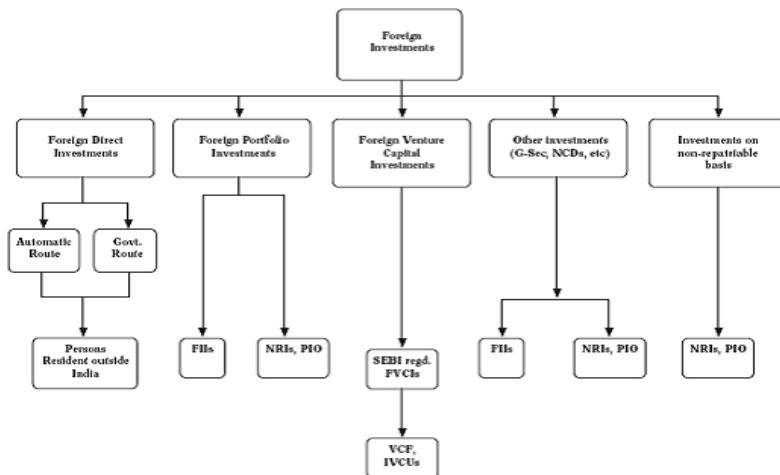 Foreign
Investments
Foreign Direct
Investments
Foreign Portfolio
Investments
Foreign Venture
Capital
Investments
Other investments
(G-Sec, NCDs, etc)
Investments on
non-repatriable
basis
Automatic
Route
Govt.
Route
Persons
Resident outside
India
FIIs
NRIs, PIO
SEBI regd.
FVCIs
FIIs
NRIs, PIO
NRIs, PIO
VCF,
IVCUs